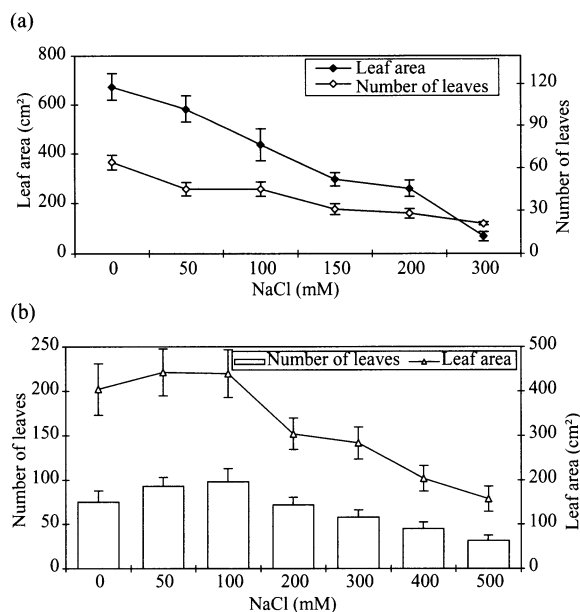 (a)
800
600
400
200
0
Leaf area (cm²)
Leaf area
Number of leaves
120
90
60
30
0
Number of leaves
0 50 100 150 200 300
NaCl (mM)
(b)
250
200
150
100
50
0
Number of leaves
Number of leaves Leaf area
500
400
300
200
100
0
Leaf area (cm²)
0 50 100 200 300 400 500
NaCl (mM)